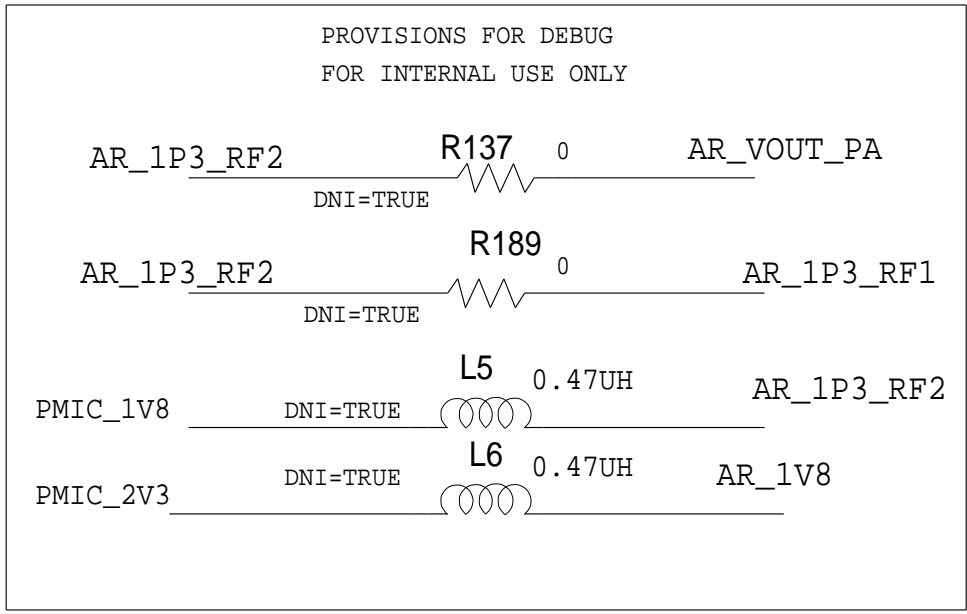 PROVISIONS FOR DEBUG
FOR INTERNAL USE ONLY
AR_1P3_RF2 R137 0 AR_VOUT_PA
DNI=TRUE
R189
AR_1P3_RF2 0 AR_1P3_RF1
DNI=TRUE
L5 0.47UH AR_1P3_RF2
PMIC_1V8 DNI=TRUE
L6 0.47UH
PMIC_2V3 DNI=TRUE AR_1V8